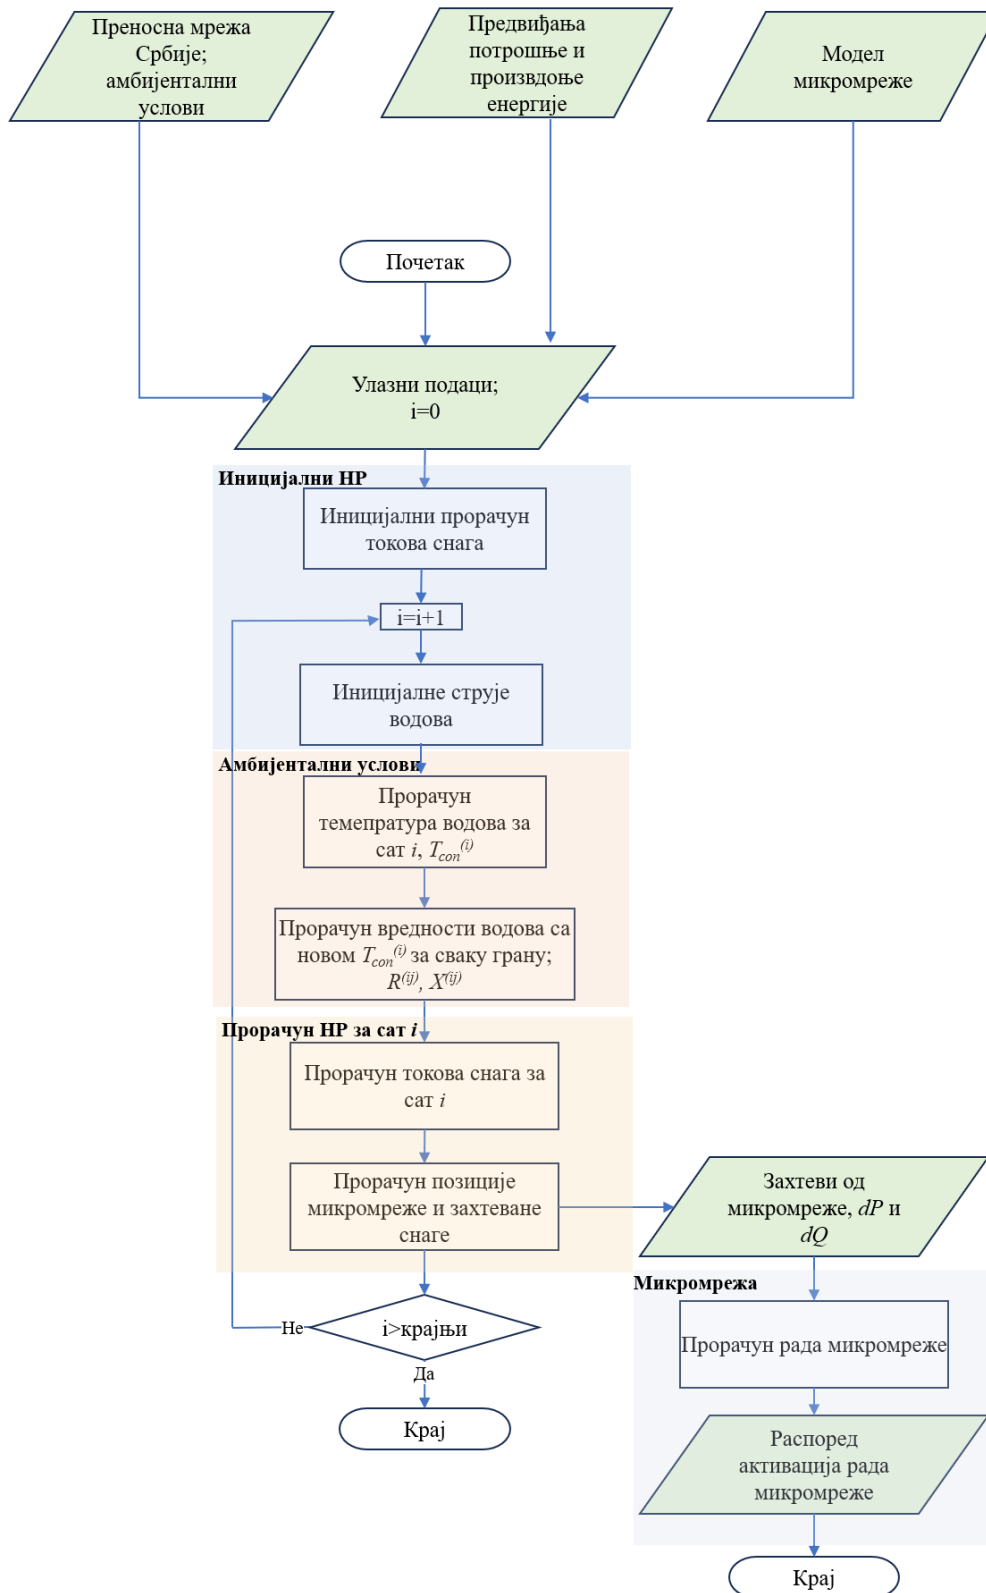 Преносна мрежа
Србије;
амбијентални
услови
Предвиђања
потрошње и
произвдоње
енергије
Модел
микромреже
Почетак
Улазни подаци;
i=0
Иницијални НР
Иницијални прорачун
токова снага
i=i+1
Иницијалне струје
водова
Амбијентални услови
Прорачун
темепратура водова за
сат i, T_con^(i)
Прорачун вредности водова са
новом T_con^(i) за сваку грану;
R^(ij), X^(ij)
Прорачун НР за сат i
Прорачун токова снага за
сат i
Прорачун позиције
микромреже и захтеване
снаге
Захтеви од
микромреже, dP и
dQ
Микромрежа
i>крајњи
Не
Да
Крај
Прорачун рада микромреже
Распоред
активација рада
микромреже
Крај